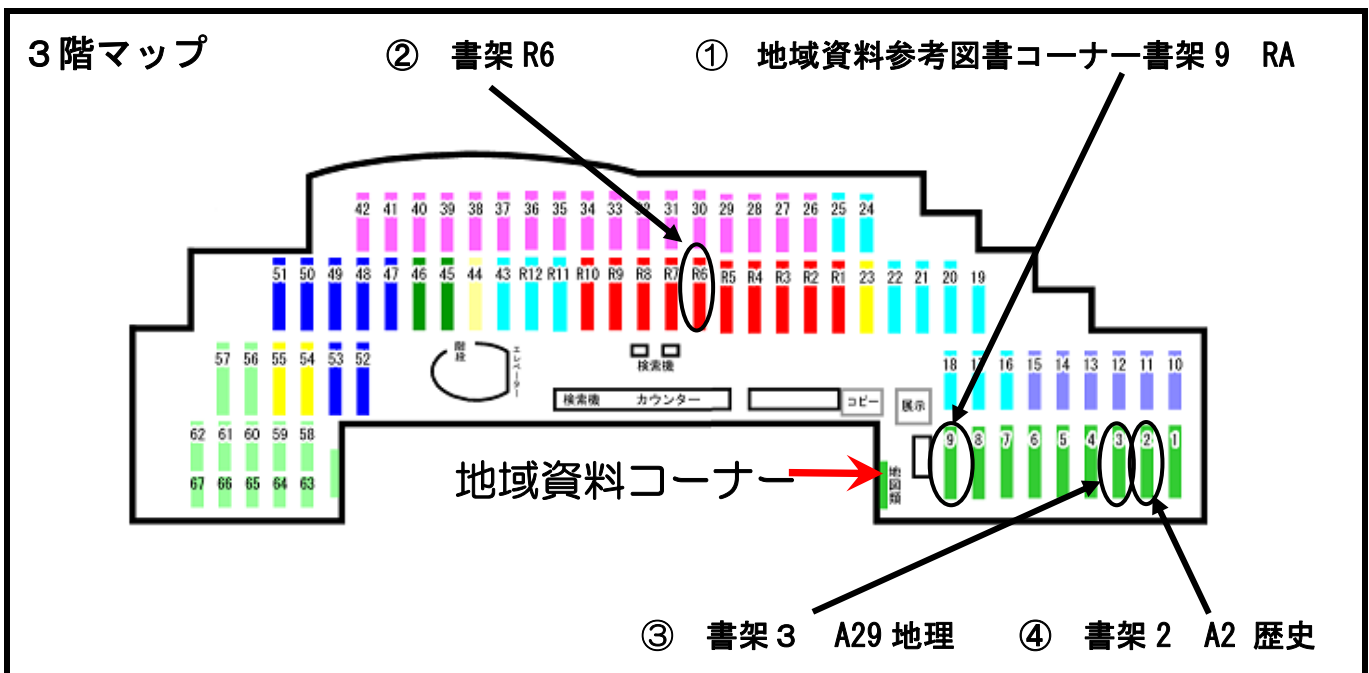 3階マップ
② 書架 R6
① 地域資料参考図書コーナー書架 9 RA
42 41 40 39 38 37 36 35 34 33 32 31 30 29 28 27 26 25 24
51 50 49 48 47 46 45 44 43 R12 R11 R10 R9 R8 R7 R6 R5 R4 R3 R2 R1 23 22 21 20 19
57 56 55 54 53 52
階段
エレベーター
検索機
18 17 16 15 14 13 12 11 10
検索機 カウンター
コピー
展示
62 61 60 59 58
9 8 7 6 5 4 3 2 1
67 66 65 64 63
地域資料コーナー
地図類
③ 書架3 A29 地理
④ 書架 2 A2 歴史